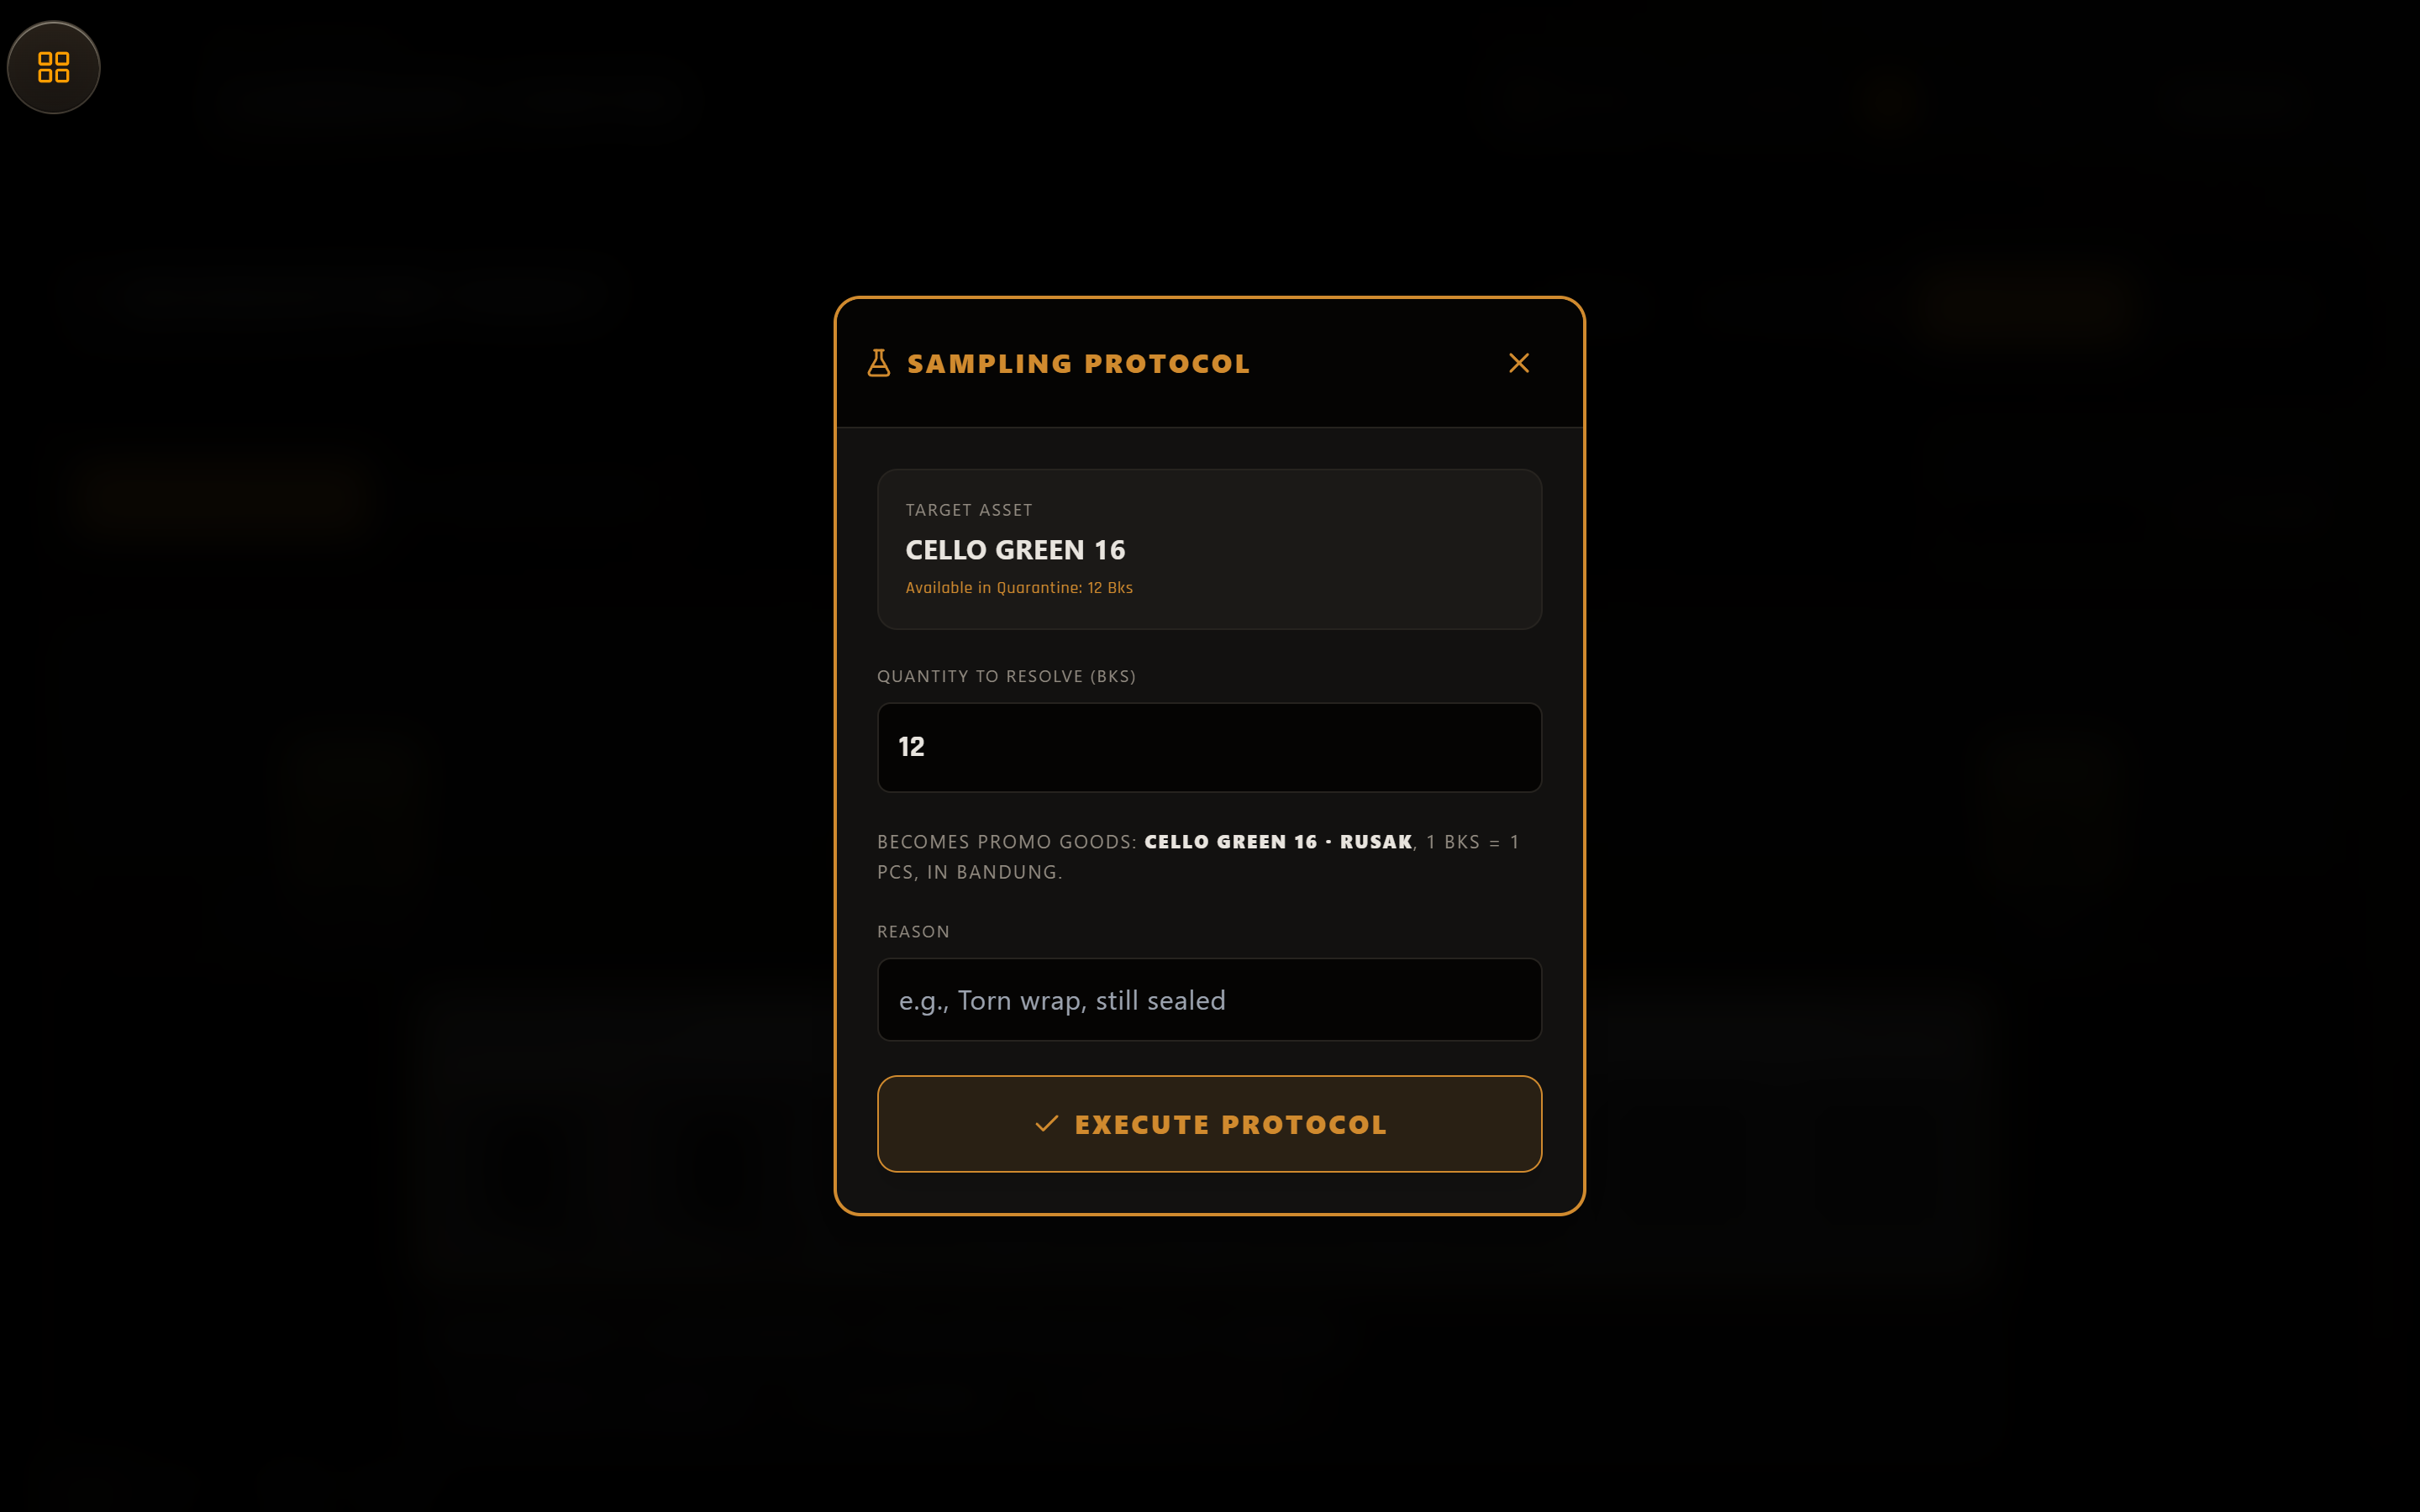 SAMPLING PROTOCOL
TARGET ASSET
CELLO GREEN 16
Available in Quarantine: 12 Bks
QUANTITY TO RESOLVE (BKS)
12
BECOMES PROMO GOODS: CELLO GREEN 16 · RUSAK, 1 BKS = 1
PCS, IN BANDUNG.
REASON
e.g., Torn wrap, still sealed
EXECUTE PROTOCOL